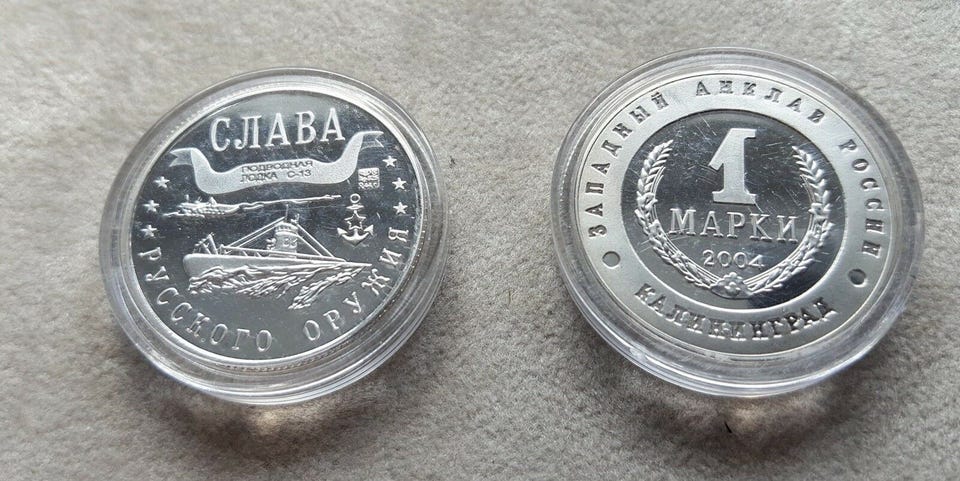 СЛАВА
ПОДВОДНАЯ
ЛОДКА С-13
РУССКОГО ОРУЖИЯ
ЗАПАДНЫЙ АНКЛАВ РОССИИ
1
МАРКИ
2004
КАЛИНИНГРАД